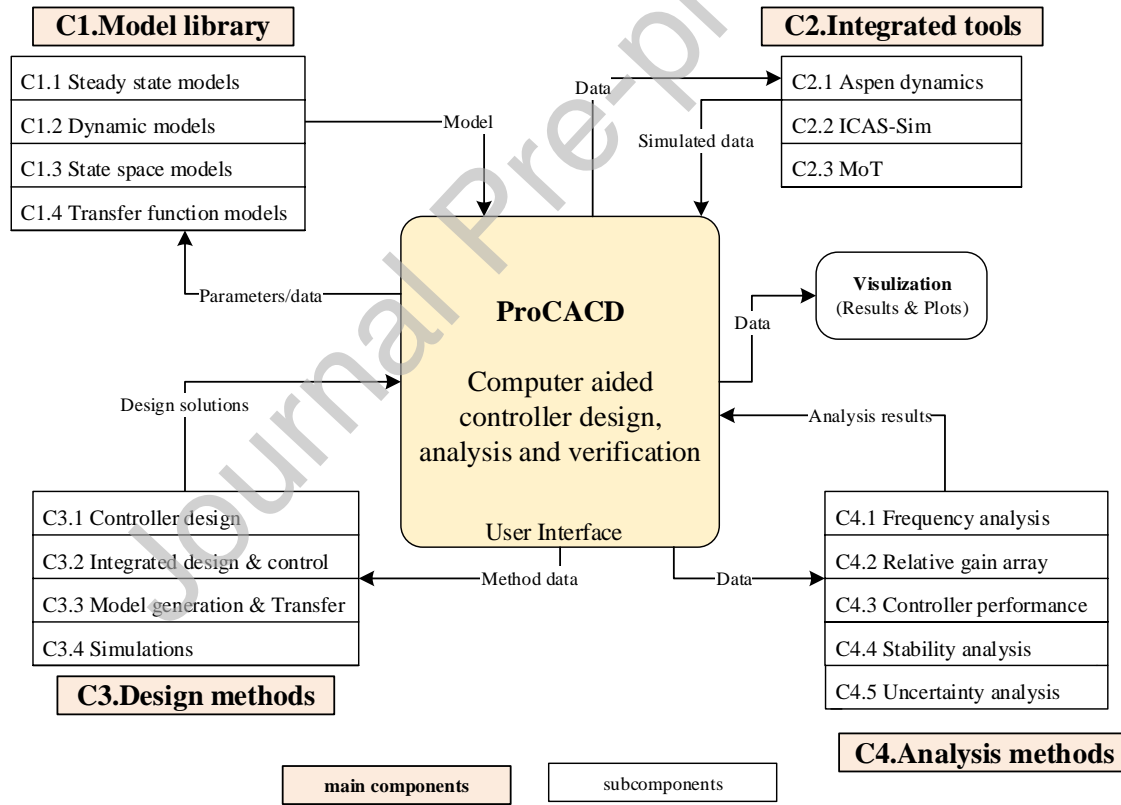 C1.Model library
C1.1 Steady state models
C1.2 Dynamic models
C1.3 State space models
C1.4 Transfer function models
C2.Integrated tools
C2.1 Aspen dynamics
C2.2 ICAS-Sim
C2.3 MoT
Model
Data
Simulated data
Parameters/data
ProCACD
Computer aided
controller design,
analysis and verification
User Interface
Visulization
(Results & Plots)
Data
Design solutions
Analysis results
C3.1 Controller design
C3.2 Integrated design & control
C3.3 Model generation & Transfer
C3.4 Simulations
C3.Design methods
Method data
Data
C4.1 Frequency analysis
C4.2 Relative gain array
C4.3 Controller performance
C4.4 Stability analysis
C4.5 Uncertainty analysis
C4.Analysis methods
main components
subcomponents
Journal Pre-p